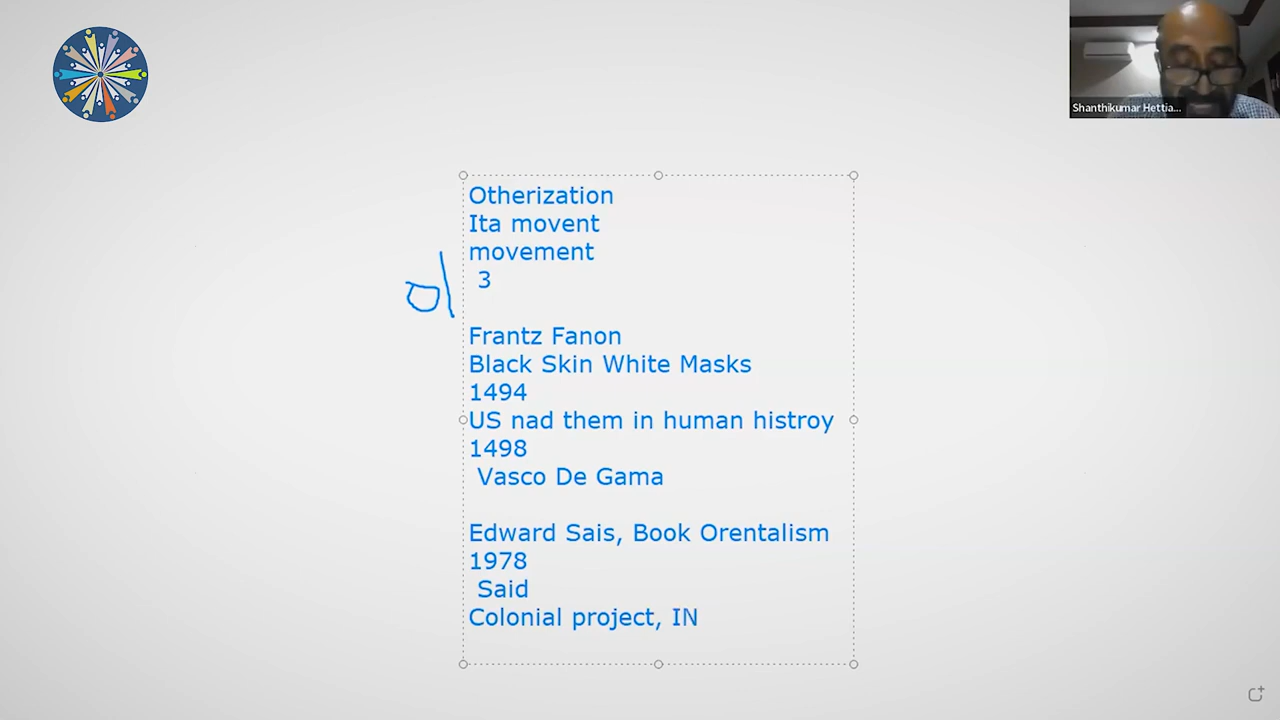 Shanthikumar Hettia...
Otherization
Ita movent
movement
3
Frantz Fanon
Black Skin White Masks
1494
US nad them in human histroy
1498
Vasco De Gama
Edward Sais, Book Orentalism
1978
Said
Colonial project, IN